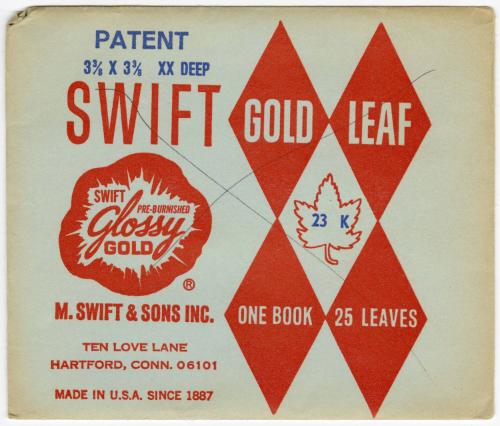 PATENT
3⅜ X 3⅜ XX DEEP
SWIFT
GOLD LEAF
SWIFT
PRE-BURNISHED
Glossy
GOLD
®
23 K
M. SWIFT & SONS INC.
ONE BOOK 25 LEAVES
TEN LOVE LANE
HARTFORD, CONN. 06101
MADE IN U.S.A. SINCE 1887